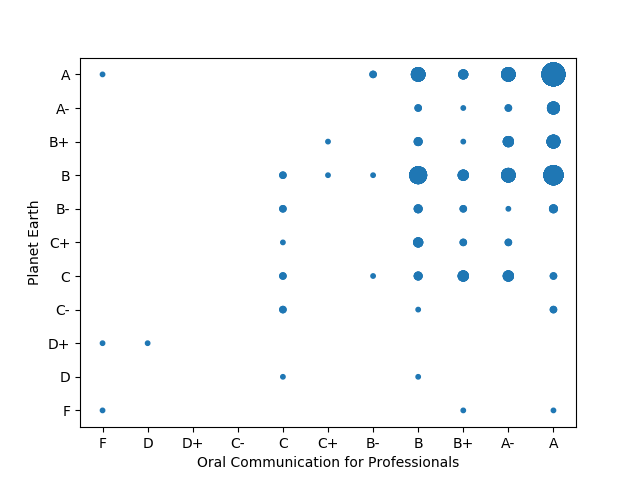 A
A-
B+
B
B-
C+
C
C-
D+
D
F
Planet Earth
F D D+ C- C C+ B- B B+ A- A
Oral Communication for Professionals